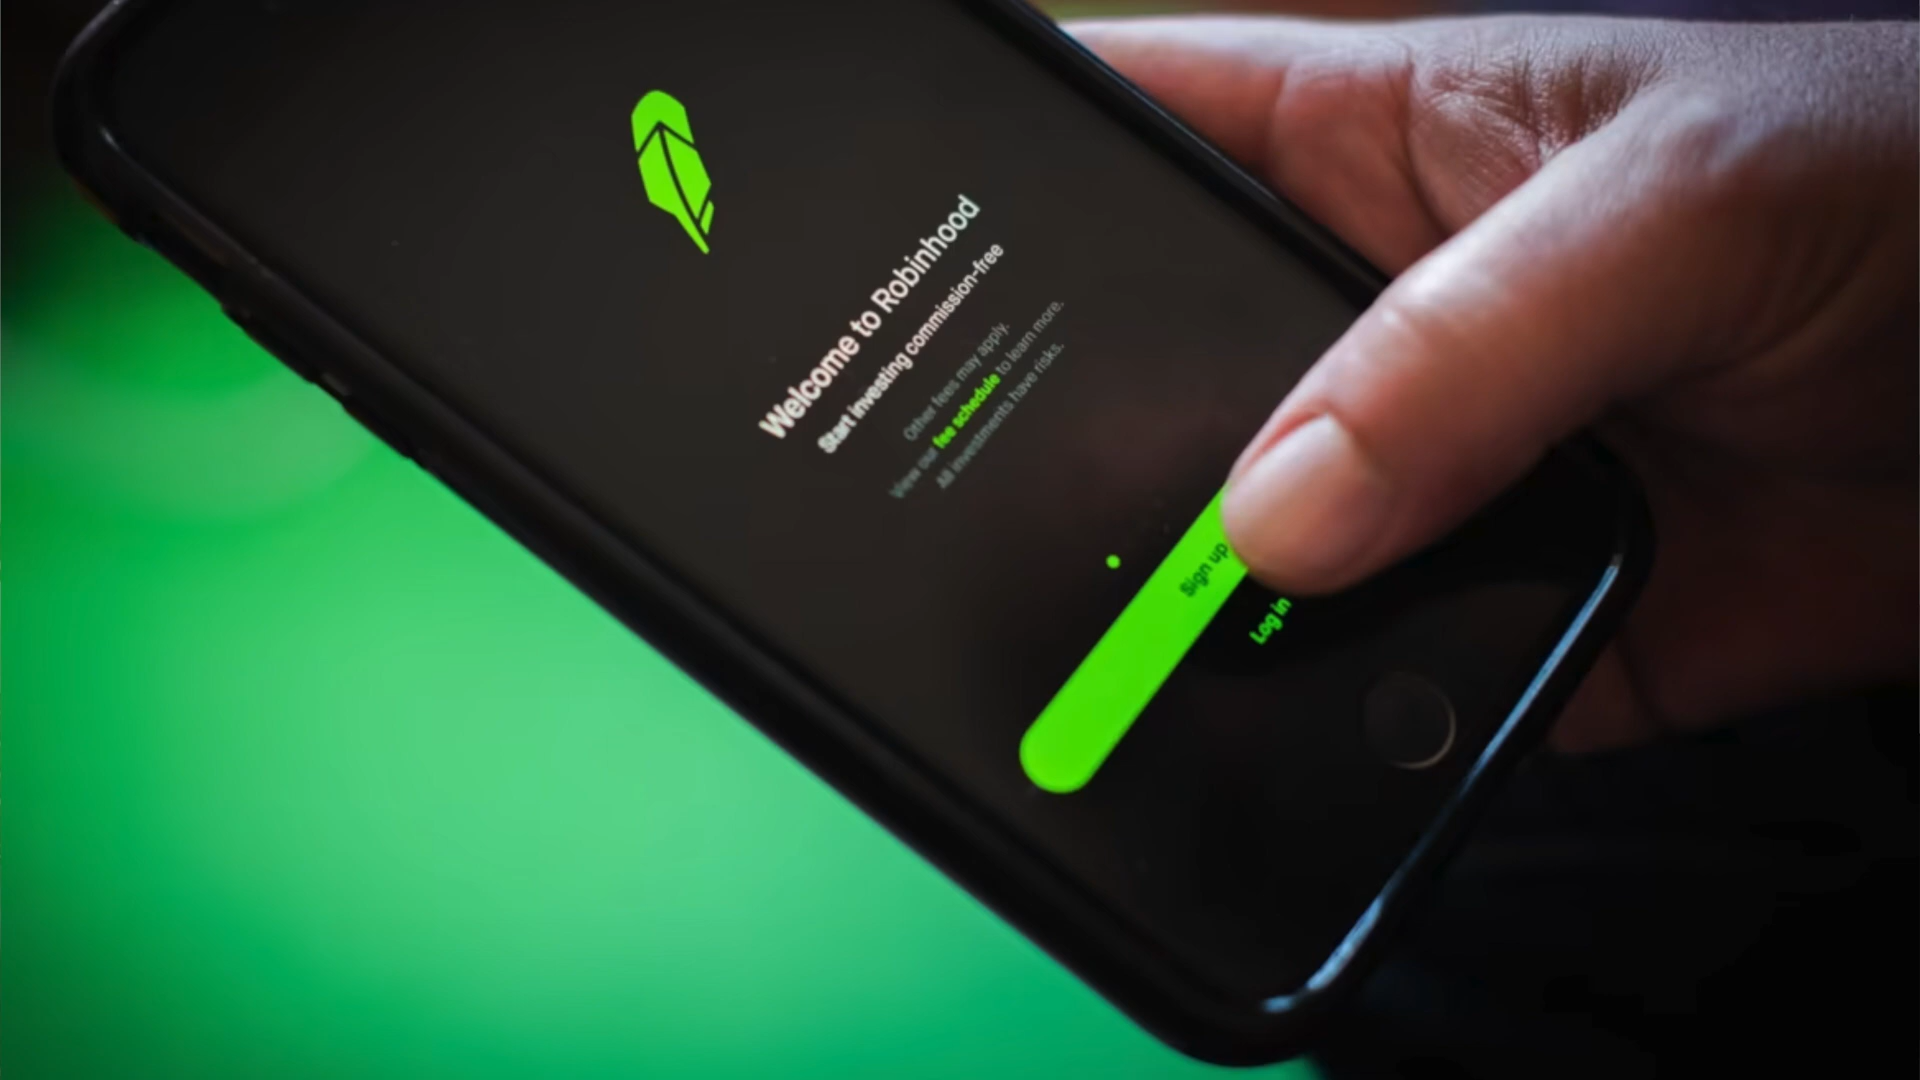 Welcome to Robinhood
Start investing commission-free
Other fees may apply.
View our fee schedule to learn more.
All investments have risks.
Sign up
Log in